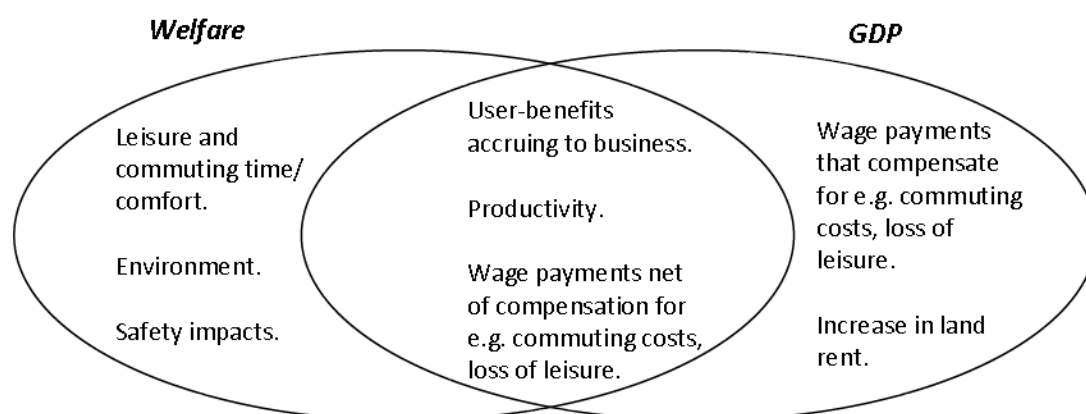 Welfare
GDP
Leisure and
commuting time/
comfort.
Environment.
Safety impacts.
User-benefits
accruing to business.
Productivity.
Wage payments net
of compensation for
e.g. commuting costs,
loss of leisure.
Wage payments
that compensate
for e.g. commuting
costs, loss of
leisure.
Increase in land
rent.